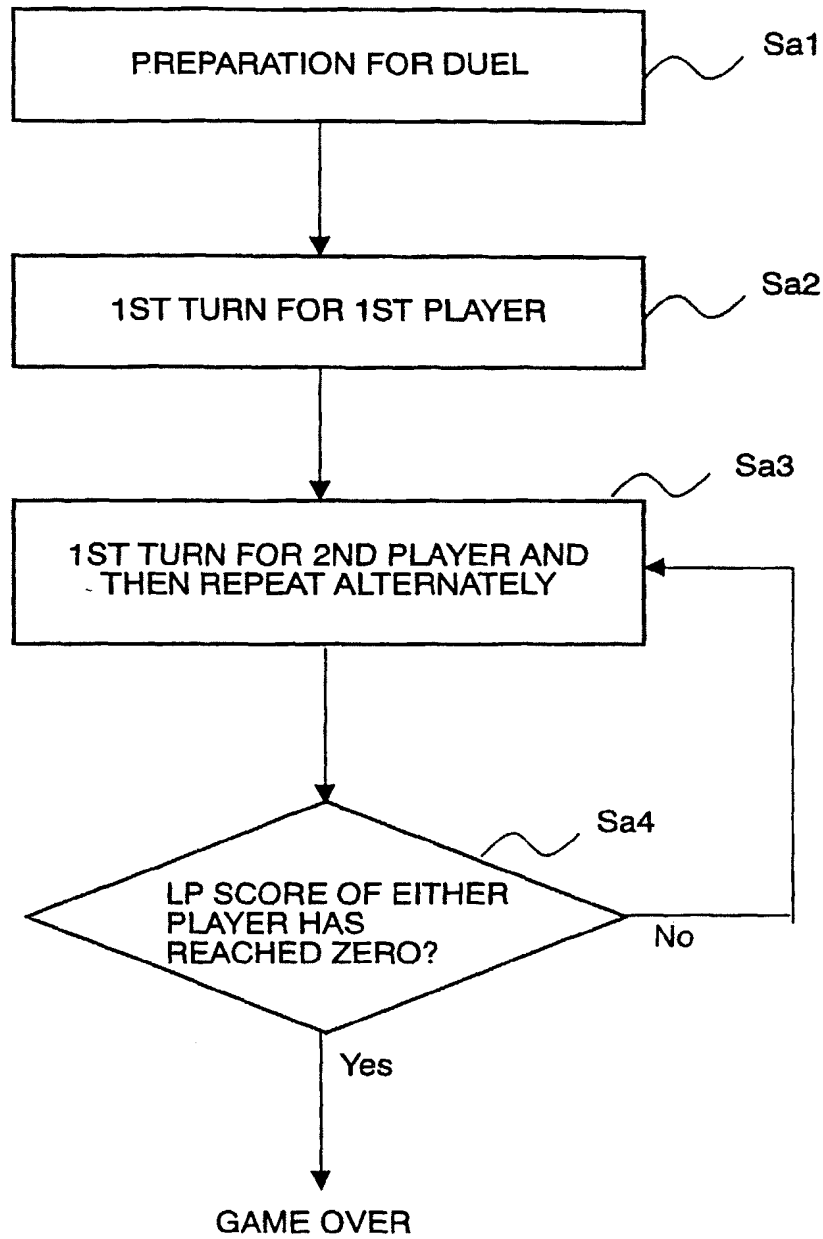 PREPARATION FOR DUEL
Sa1
1ST TURN FOR 1ST PLAYER
Sa2
Sa3
1ST TURN FOR 2ND PLAYER AND
THEN REPEAT ALTERNATELY
Sa4
LP SCORE OF EITHER
PLAYER HAS
REACHED ZERO?
No
Yes
GAME OVER